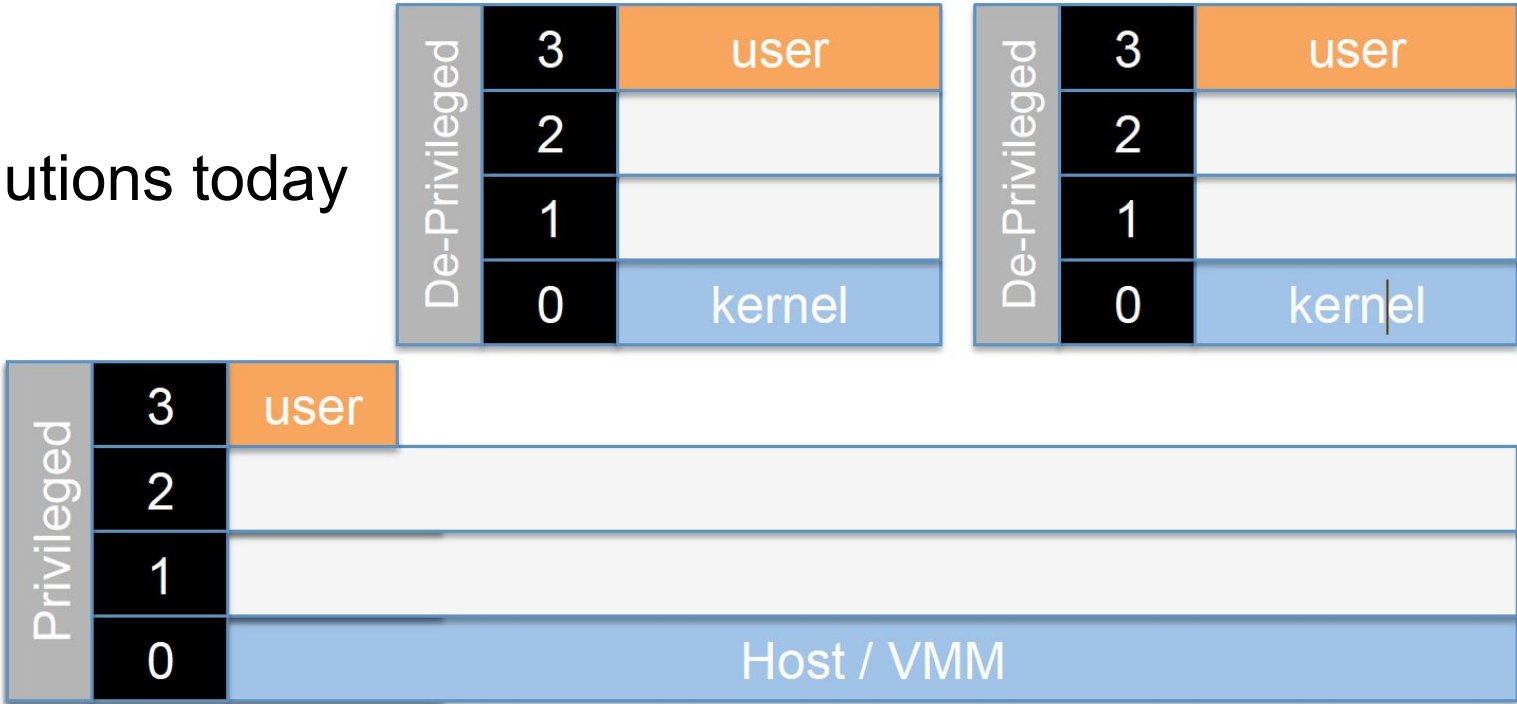 De-Privileged
3 user
2
1
0 kernel
De-Privileged
3 user
2
1
0 kernel
utions today
Privileged
3 user
2
1
0 Host / VMM